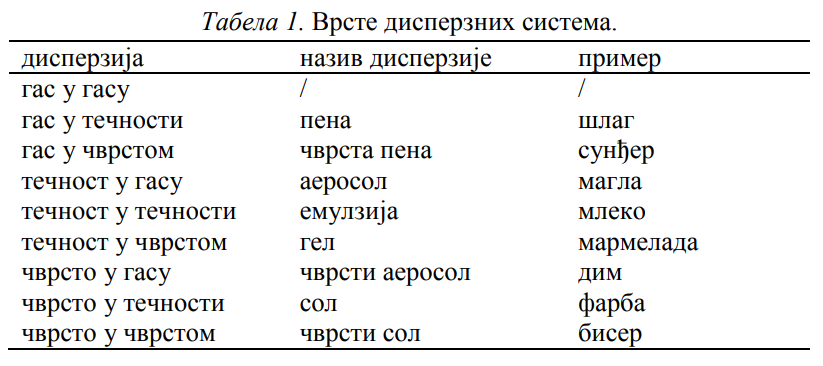 Табела 1. Врсте дисперзних система.
дисперзија назив дисперзије пример
гас у гасу / /
гас у течности пена шлаг
гас у чврстом чврста пена сунђер
течност у гасу аеросол магла
течност у течности емулзија млеко
течност у чврстом гел мармелада
чврсто у гасу чврсти аеросол дим
чврсто у течности сол фарба
чврсто у чврстом чврсти сол бисер